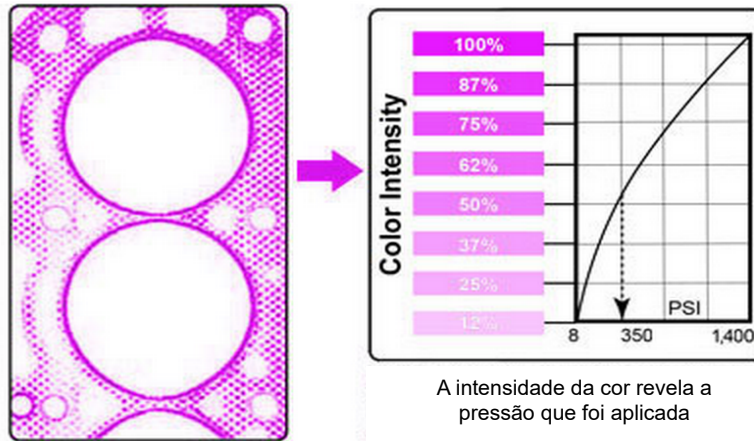 Color Intensity
100%
87%
75%
62%
50%
37%
25%
12%
PSI
8 350 1,400
A intensidade da cor revela a
pressão que foi aplicada